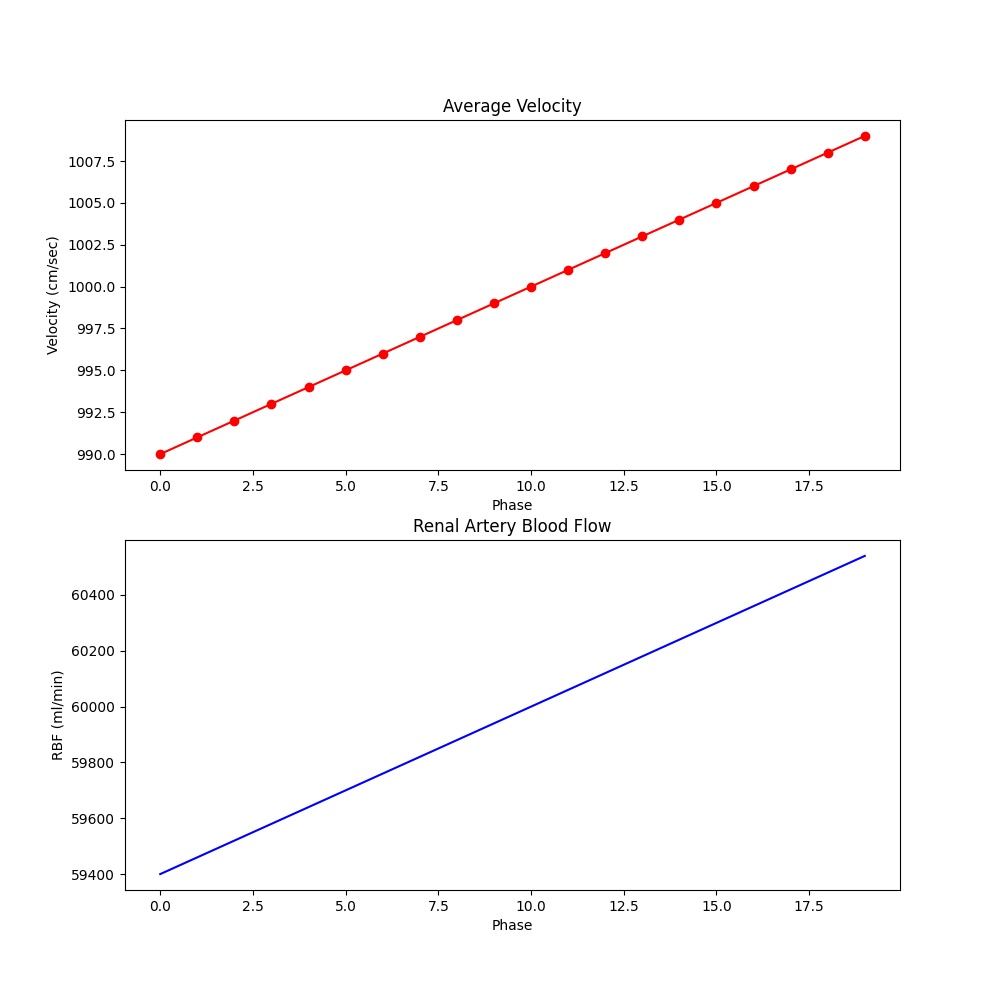 Average Velocity
Velocity (cm/sec)
1007.5
1005.0
1002.5
1000.0
997.5
995.0
992.5
990.0
0.0 2.5 5.0 7.5 10.0 12.5 15.0 17.5
Phase
Renal Artery Blood Flow
RBF (ml/min)
60400
60200
60000
59800
59600
59400
0.0 2.5 5.0 7.5 10.0 12.5 15.0 17.5
Phase